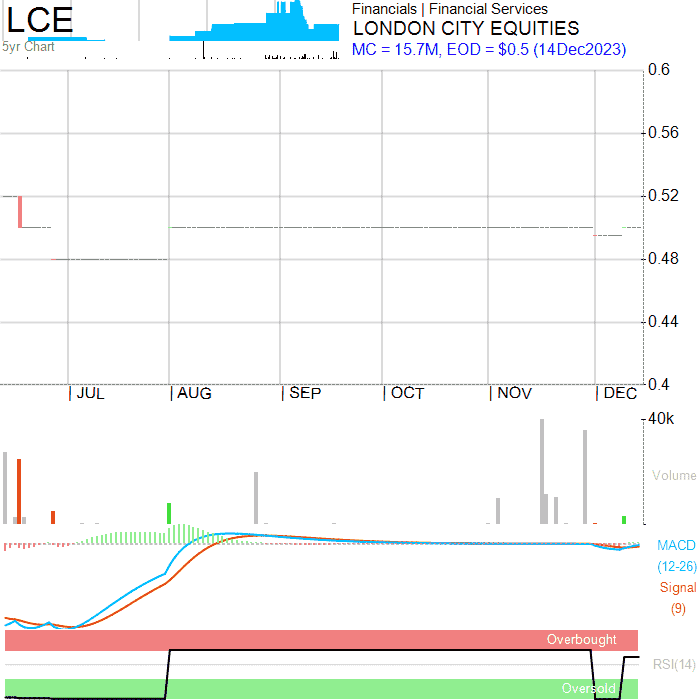 LCE
5yr Chart
Financials | Financial Services
LONDON CITY EQUITIES
MC = 15.7M, EOD = $0.5 (14Dec2023)
0.6
0.56
0.52
0.48
0.44
0.4
| JUL | AUG | SEP | OCT | NOV | DEC
40k
Volume
MACD
(12-26)
Signal
(9)
Overbought
RSI(14)
Oversold